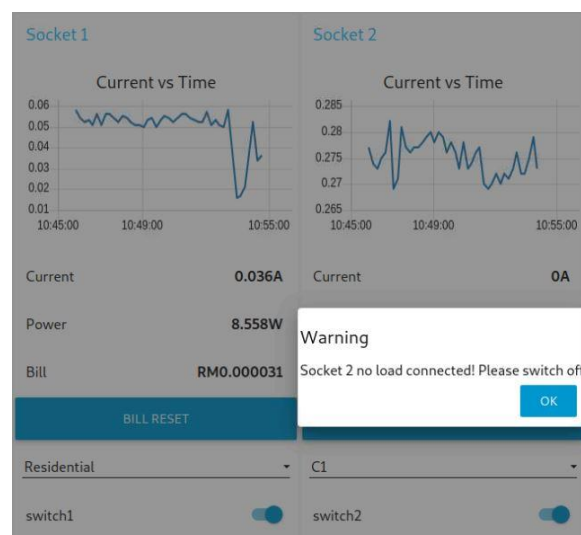 Socket 1
Current vs Time
0.06
0.05
0.04
0.03
0.02
0.01
10:45:00 10:49:00 10:55:00
Current 0.036A
Power 8.558W
Bill RM0.000031
BILL RESET
Residential
switch1
Socket 2
Current vs Time
0.285
0.28
0.275
0.27
0.265
10:45:00 10:49:00 10:55:00
Current 0A
Warning
Socket 2 no load connected! Please switch of
OK
C1
switch2